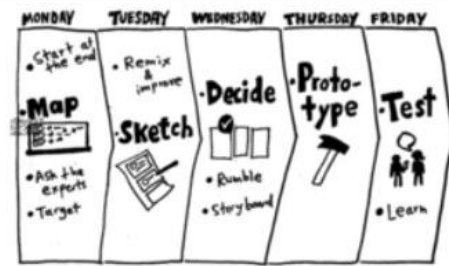 MONDAY
TUESDAY
WEDNESDAY
THURSDAY
FRIDAY
• Start at
the end
• Map
• Ask the
experts
• Target
• Remix
&
improve
• Sketch
• Decide
• Rumble
• Storyboard
• Proto-
type
• Test
• Learn